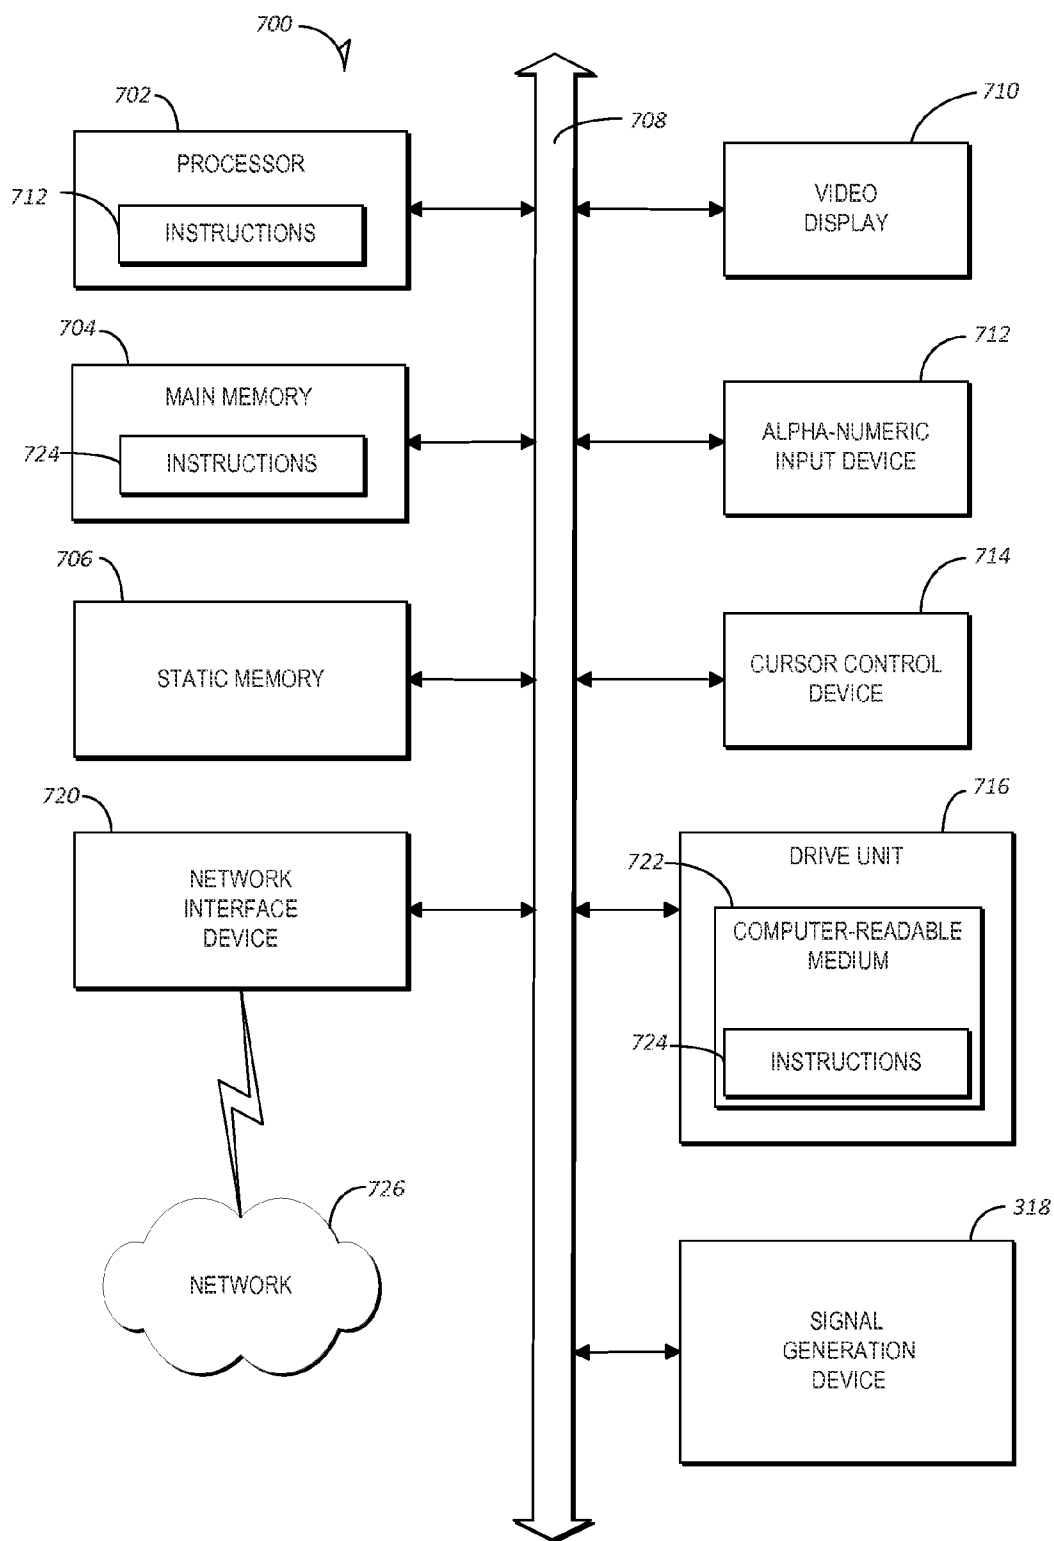 700
702
PROCESSOR
712
INSTRUCTIONS
704
MAIN MEMORY
724
INSTRUCTIONS
706
STATIC MEMORY
720
NETWORK
INTERFACE
DEVICE
726
NETWORK
708
710
VIDEO
DISPLAY
712
ALPHA-NUMERIC
INPUT DEVICE
714
CURSOR CONTROL
DEVICE
716
DRIVE UNIT
722
COMPUTER-READABLE
MEDIUM
724
INSTRUCTIONS
318
SIGNAL
GENERATION
DEVICE